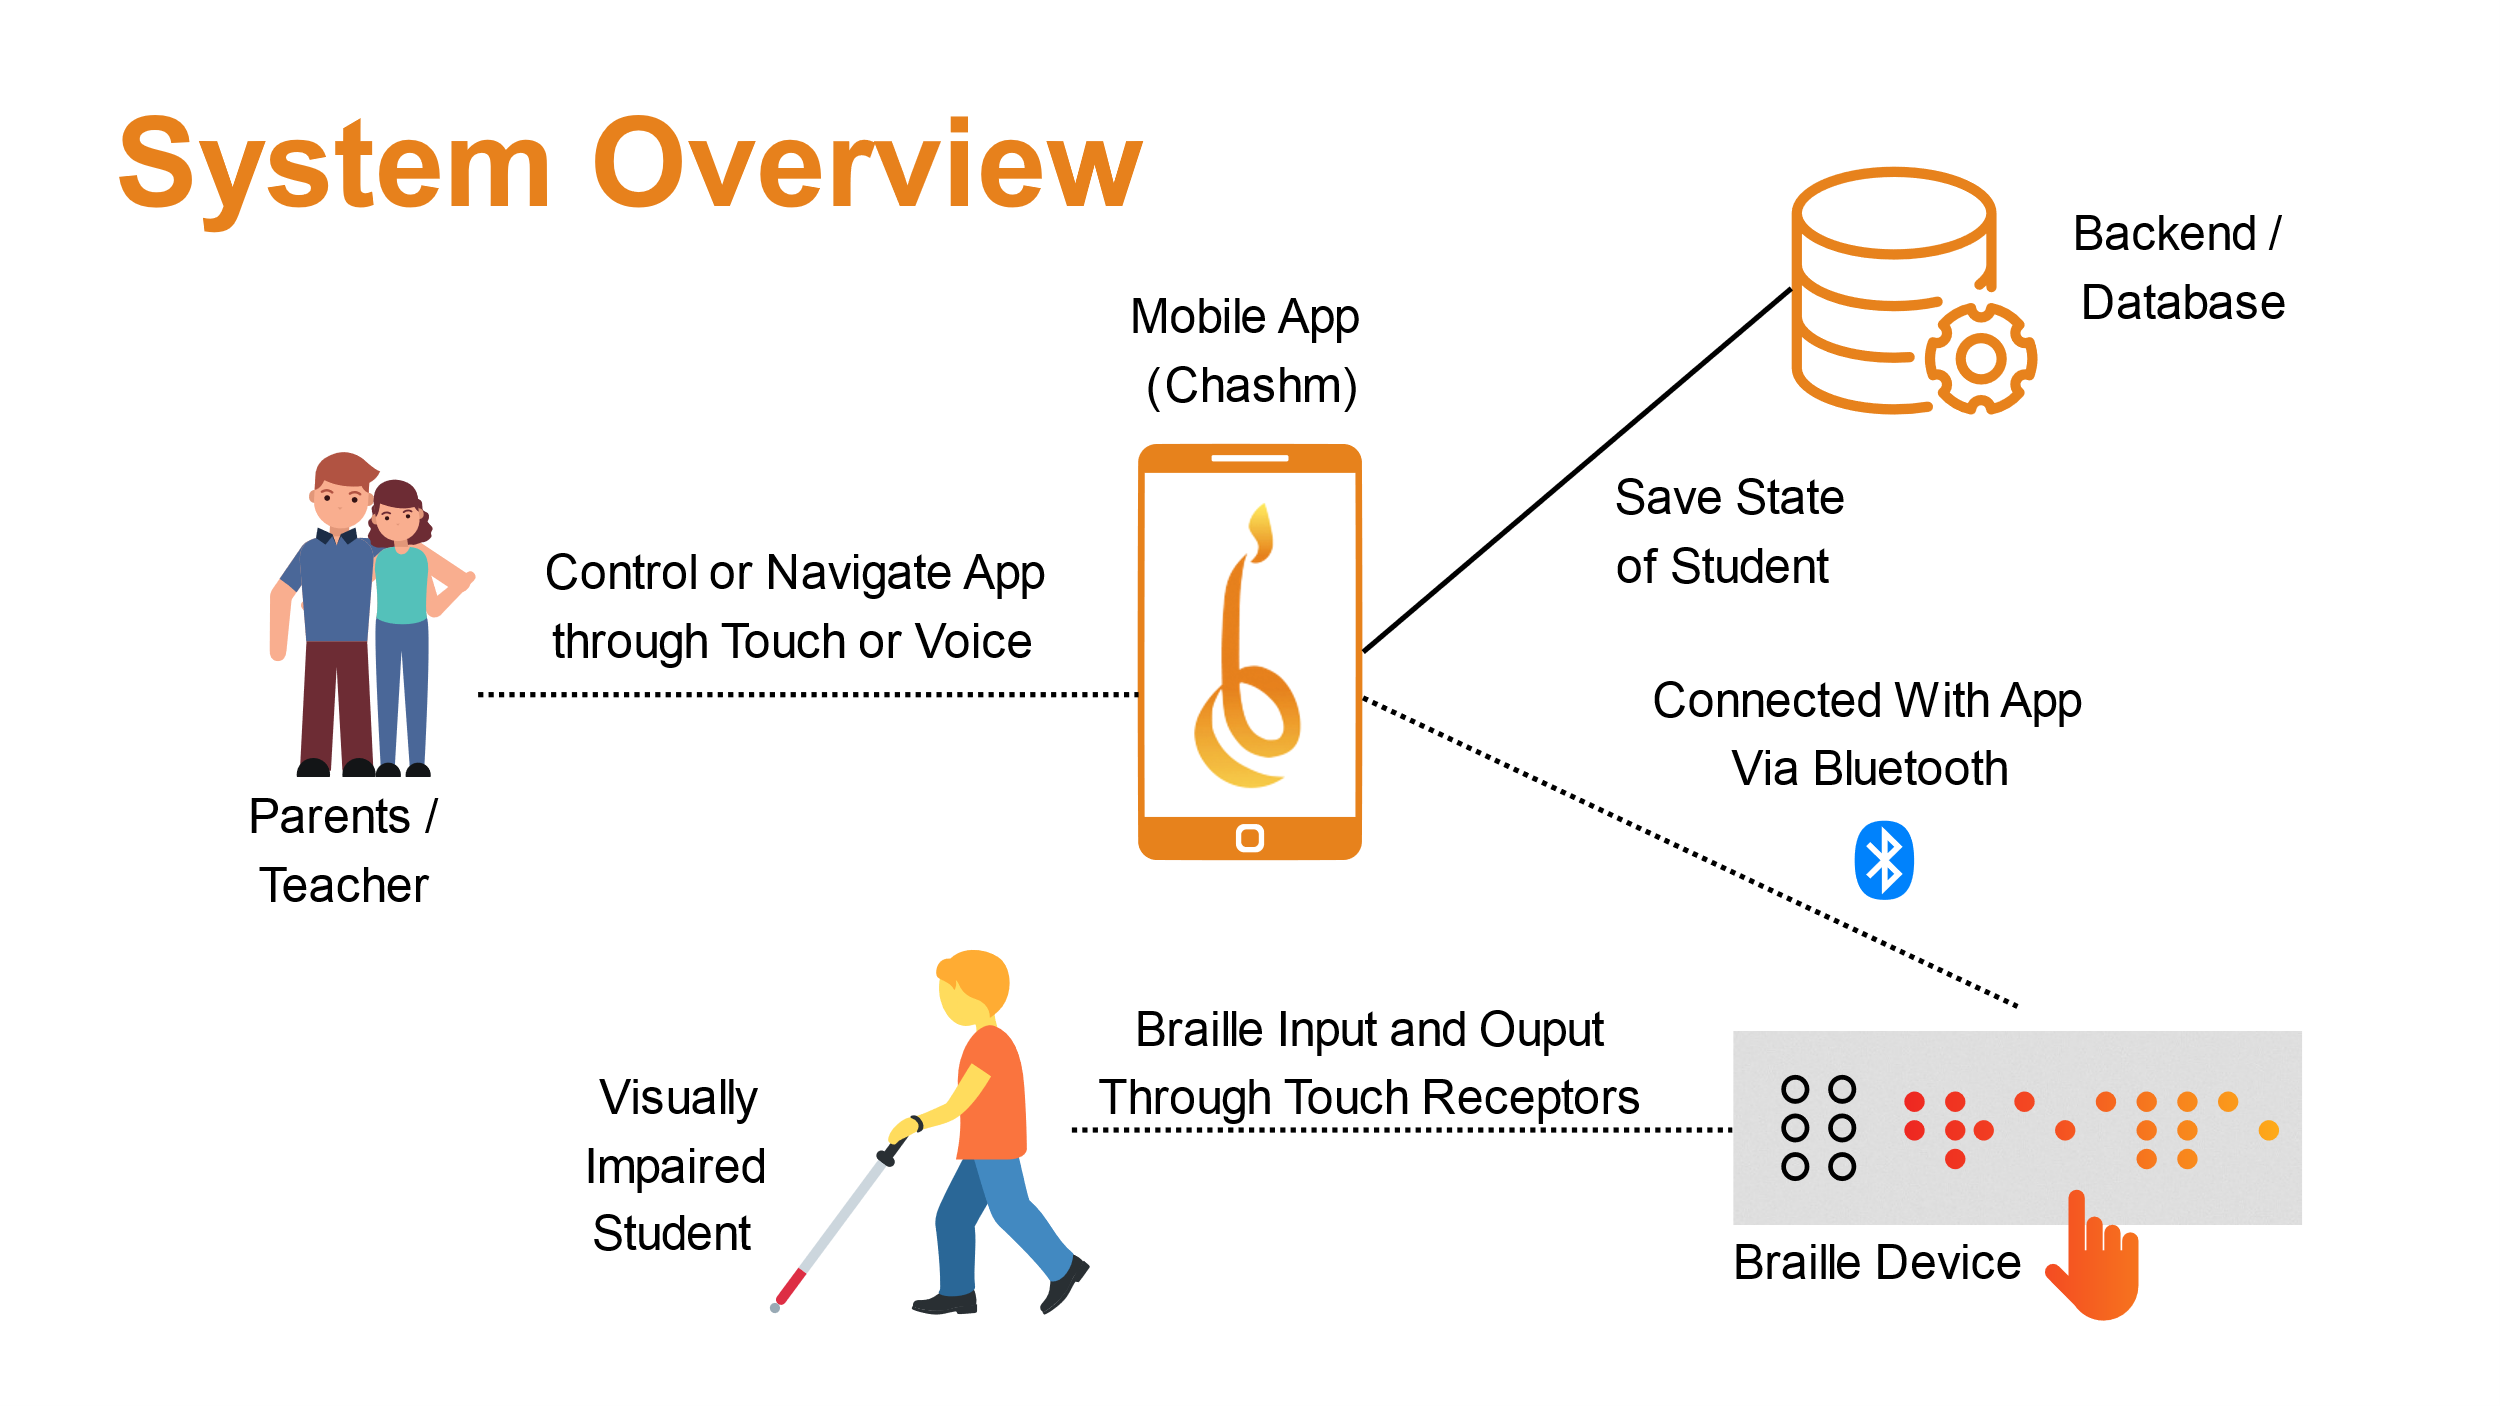 System Overview
Mobile App
(Chashm)
Backend /
Database
Control or Navigate App
through Touch or Voice
Save State
of Student
Parents /
Teacher
Connected With App
Via Bluetooth
Visually
Impaired
Student
Braille Input and Ouput
Through Touch Receptors
Braille Device